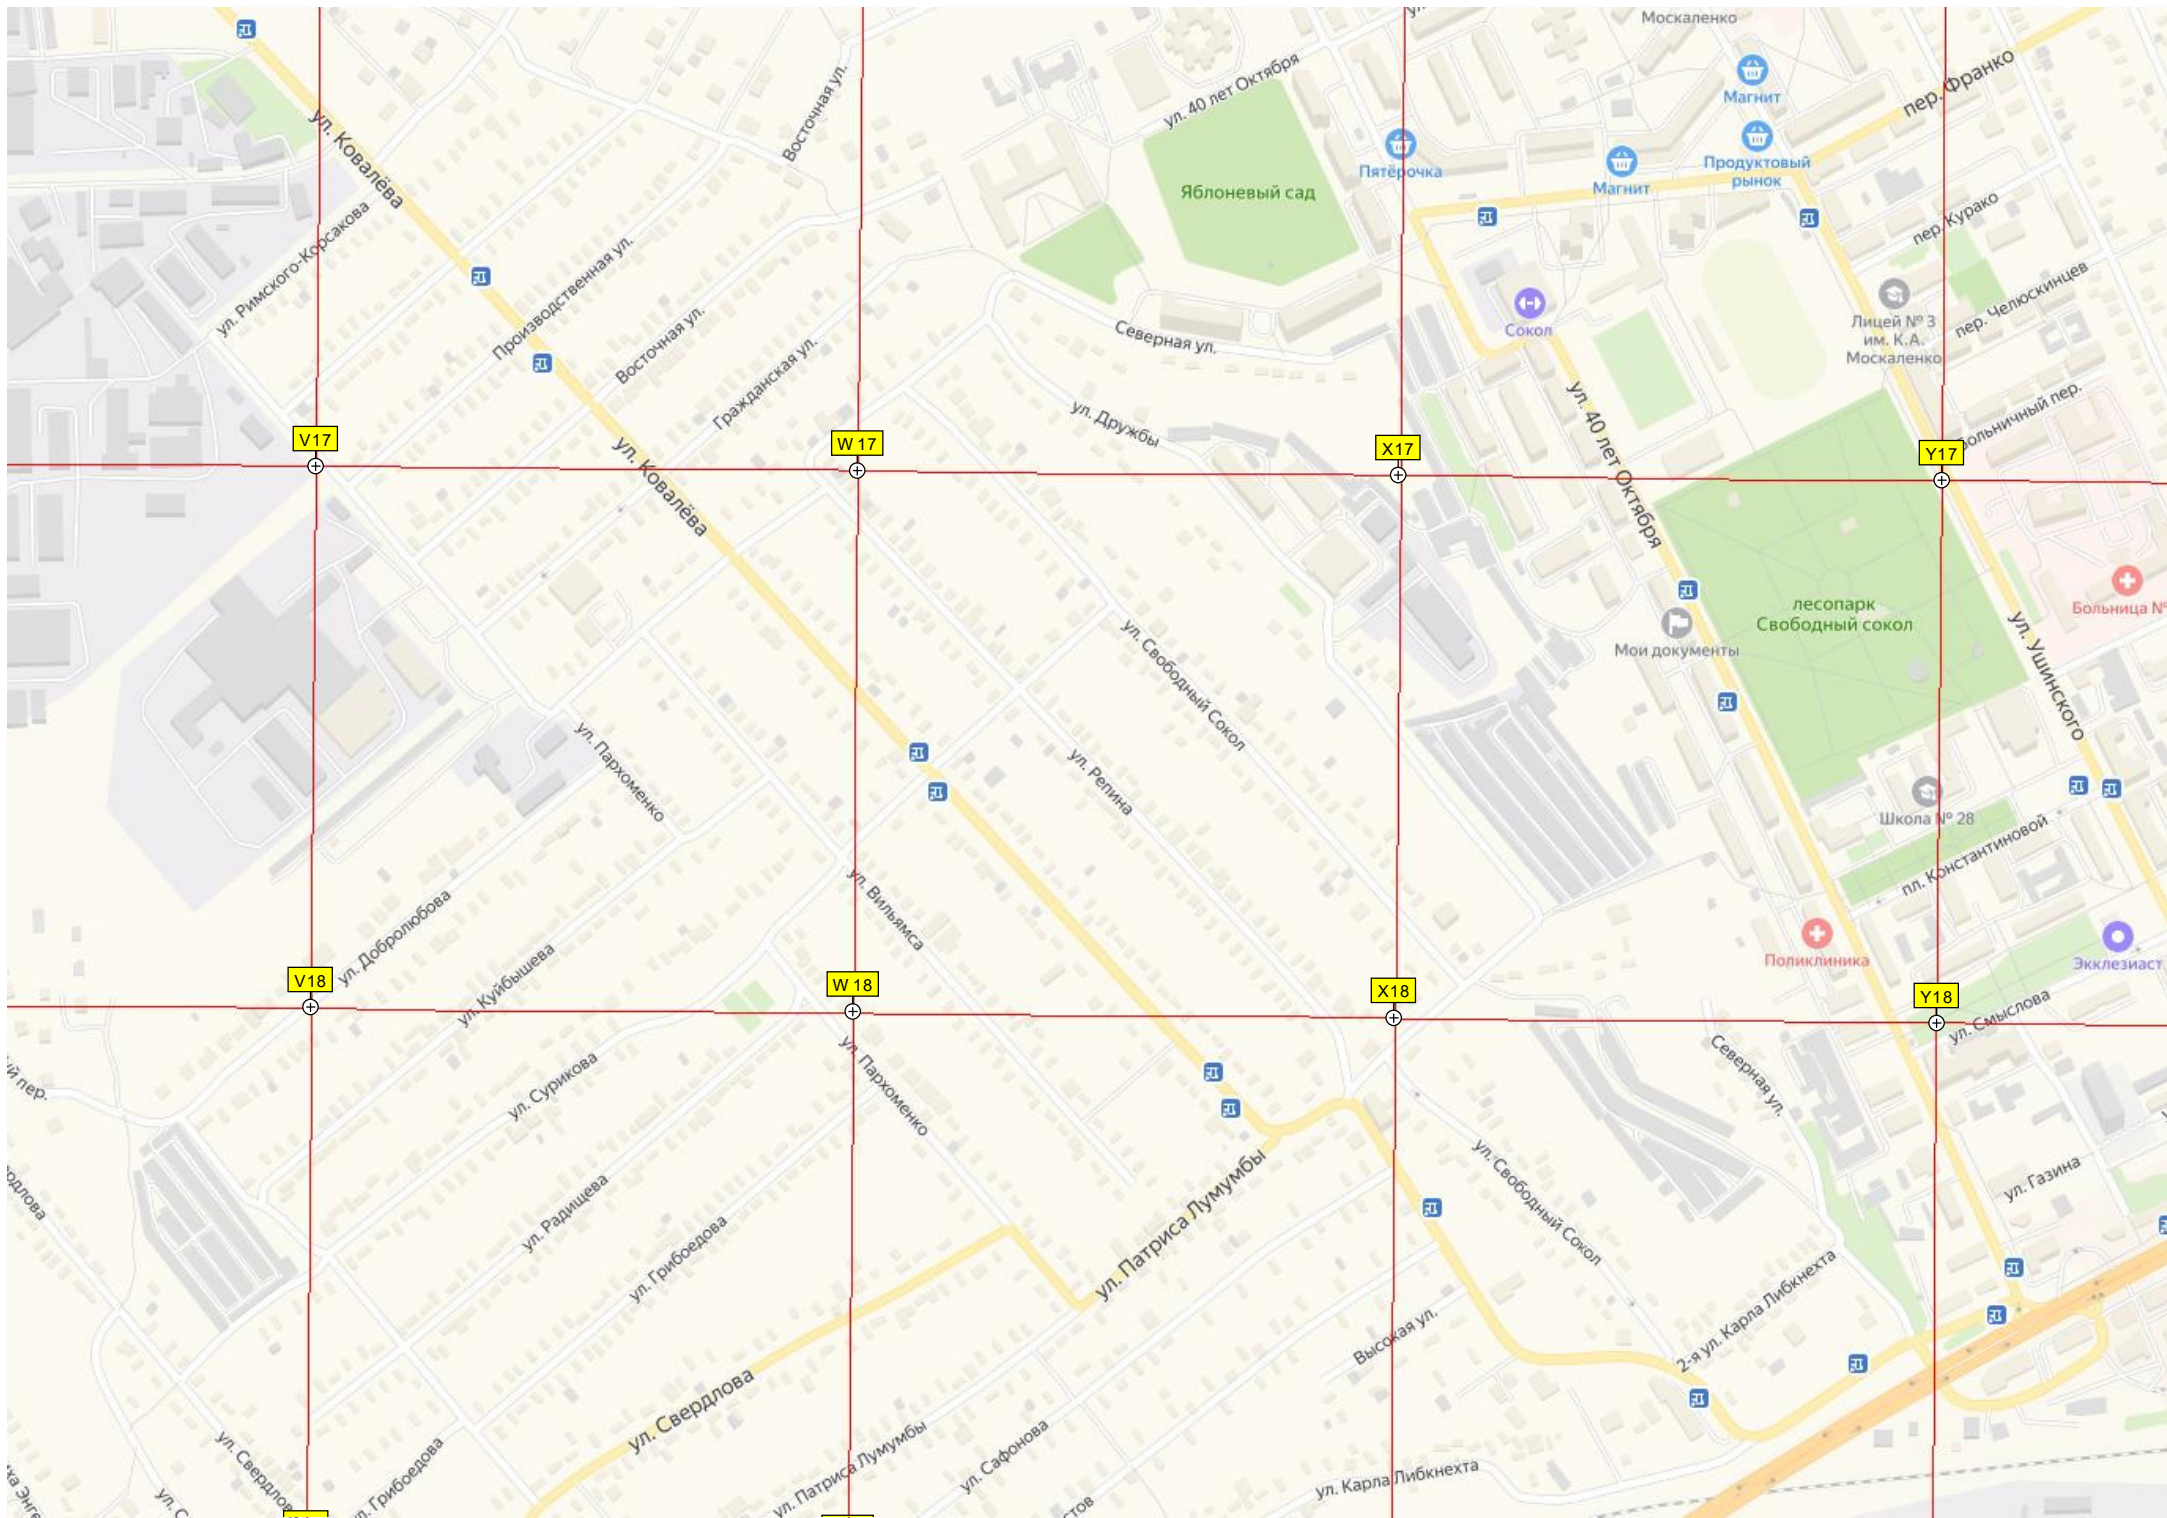 Москаленко
Магнит
пер. Франко
Восточная ул.
ул. 40 лет Октября
ул. Ковалёва
Пятёрочка
Магнит
Продуктовый
рынок
Яблоневый сад
пер. Курако
ул. Римского-Корсакова
Производственная ул.
Восточная ул.
Гражданская ул.
Северная ул.
Сокол
Лицей № 3
им. К.А.
Москаленко
пер. Челюскинцев
ул. Дружбы
ул. 40 лет Октября
Больничный пер.
V17
W 17
X17
Y17
ул. Ковалёва
лесопарк
Свободный сокол
Мои документы
Больница №
ул. Ушинского
ул. Свободный Сокол
ул. Пархоменко
ул. Репина
Школа № 28
пл. Константиновой
ул. Вильямса
ул. Добролюбова
ул. Куйбышева
Поликлиника
Экклезиаст
V18
W 18
X18
Y18
ул. Смыслова
ул. Сурикова
ул. Пархоменко
Северная ул.
й пер.
ул. Радищева
ул. Грибоедова
ул. Патриса Лумумбы
ул. Свободный Сокол
ул. Газина
2-я ул. Карла Либкнехта
Высокая ул.
ул. Свердлова
ул. Свердлов
ул. Грибоедова
ул. Патриса Лумумбы
ул. Сафонова
ул. Карла Либкнехта
ул. С
стов